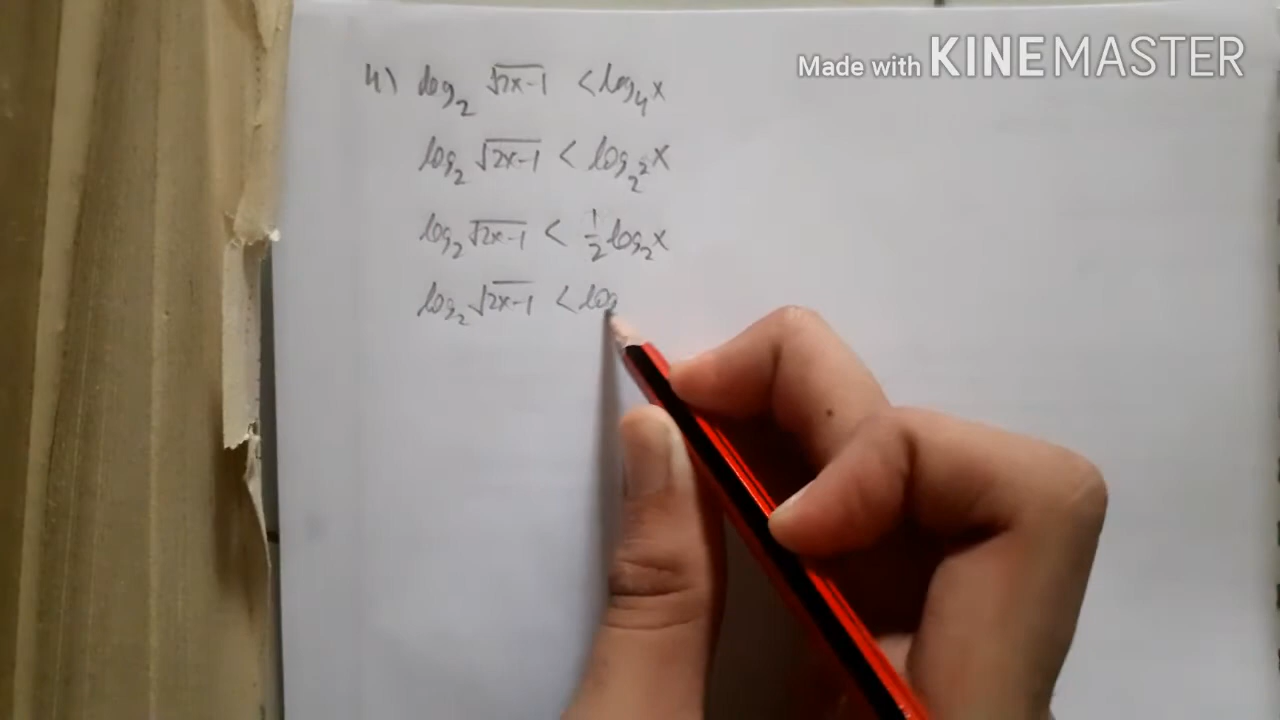 Made with KINEMASTER
4) log₂ √2x-1 < log₄ x
log₂ √2x-1 < log₂² x
log₂ √2x-1 < 1/2 log₂ x
log₂ √2x-1 < log